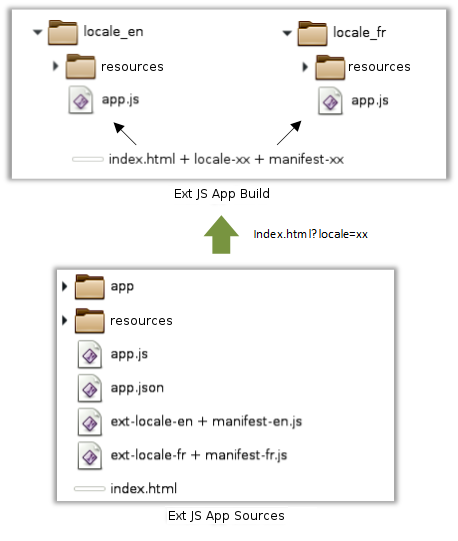 locale_en
locale_fr
resources
resources
app.js
app.js
index.html + locale-xx + manifest-xx
Ext JS App Build
Index.html?locale=xx
app
resources
app.js
app.json
ext-locale-en + manifest-en.js
ext-locale-fr + manifest-fr.js
index.html
Ext JS App Sources